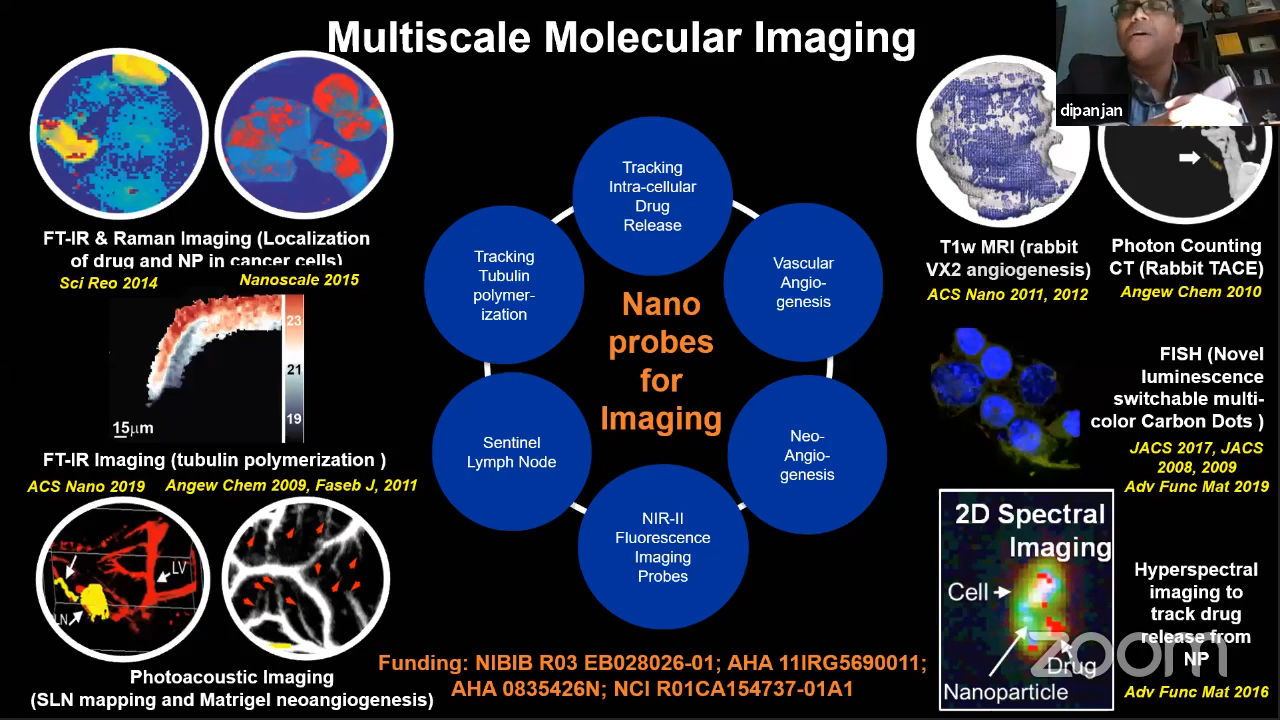 Multiscale Molecular Imaging
dipanjan
FT-IR & Raman Imaging (Localization
of drug and NP in cancer cells)
Sci Reo 2014
Nanoscale 2015
23
21
19
15μm
FT-IR Imaging (tubulin polymerization )
ACS Nano 2019
Angew Chem 2009, Faseb J, 2011
LV
LN
Photoacoustic Imaging
(SLN mapping and Matrigel neoangiogenesis)
Tracking
Intra-cellular
Drug
Release
Tracking
Tubulin
polymer-
ization
Vascular
Angio-
genesis
Nano
probes
for
Imaging
Sentinel
Lymph Node
Neo-
Angio-
genesis
NIR-II
Fluorescence
Imaging
Probes
Funding: NIBIB R03 EB028026-01; AHA 11IRG5690011;
AHA 0835426N; NCI R01CA154737-01A1
T1w MRI (rabbit
VX2 angiogenesis)
ACS Nano 2011, 2012
Photon Counting
CT (Rabbit TACE)
Angew Chem 2010
FISH (Novel
luminescence
switchable multi-
color Carbon Dots )
JACS 2017, JACS
2008, 2009
Adv Func Mat 2019
2D Spectral
Imaging
Cell
Drug
Nanoparticle
Hyperspectral
imaging to
track drug
release from
NP
Adv Func Mat 2016
zoom